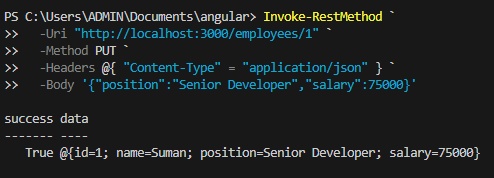 PS C:\Users\ADMIN\Documents\angular> Invoke-RestMethod `
>>   -Uri "http://localhost:3000/employees/1" `
>>   -Method PUT `
>>   -Headers @{ "Content-Type" = "application/json" } `
>>   -Body '{"position":"Senior Developer","salary":75000}'
success data
------- ----
   True @{id=1; name=Suman; position=Senior Developer; salary=75000}